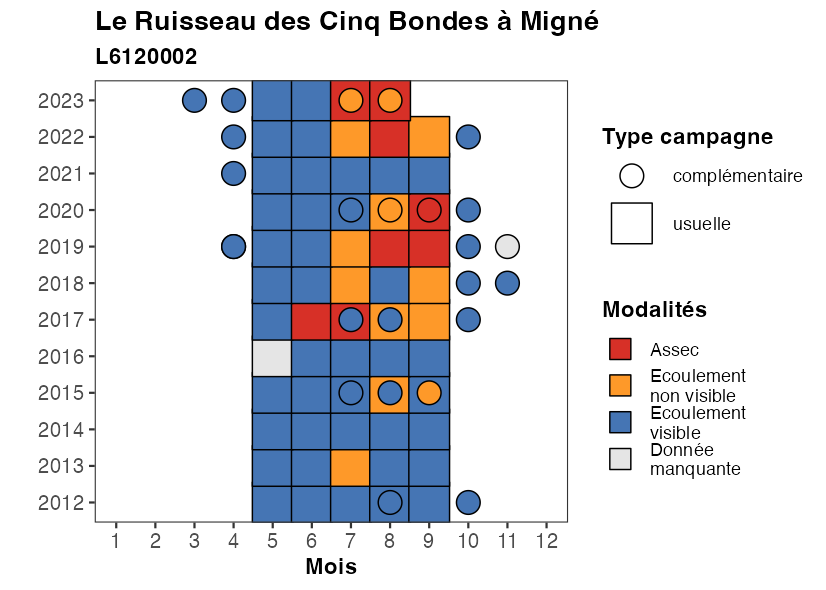 Le Ruisseau des Cinq Bondes à Migné
L6120002
2023
2022
2021
2020
2019
2018
2017
2016
2015
2014
2013
2012
1 2 3 4 5 6 7 8 9 10 11 12
Mois
Type campagne
complémentaire
usuelle
Modalités
Assec
Ecoulement
non visible
Ecoulement
visible
Donnée
manquante